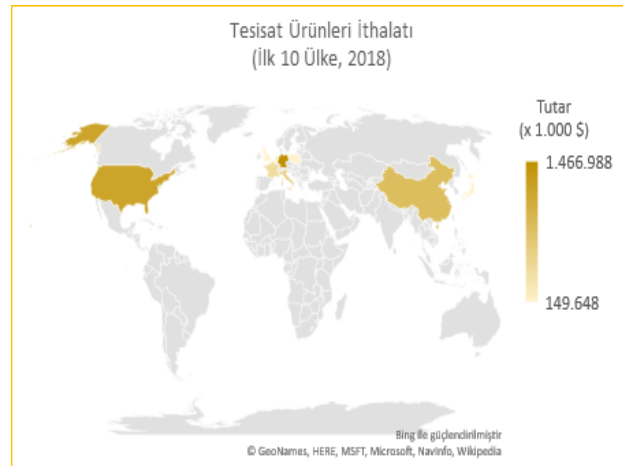 Tesisat Ürünleri İthalatı
(İlk 10 Ülke, 2018)
Tutar
(x 1.000 $)
1.466.988
149.648
Bing ile güçlendirilmiştir
© GeoNames, HERE, MSFT, Microsoft, NavInfo, Wikipedia